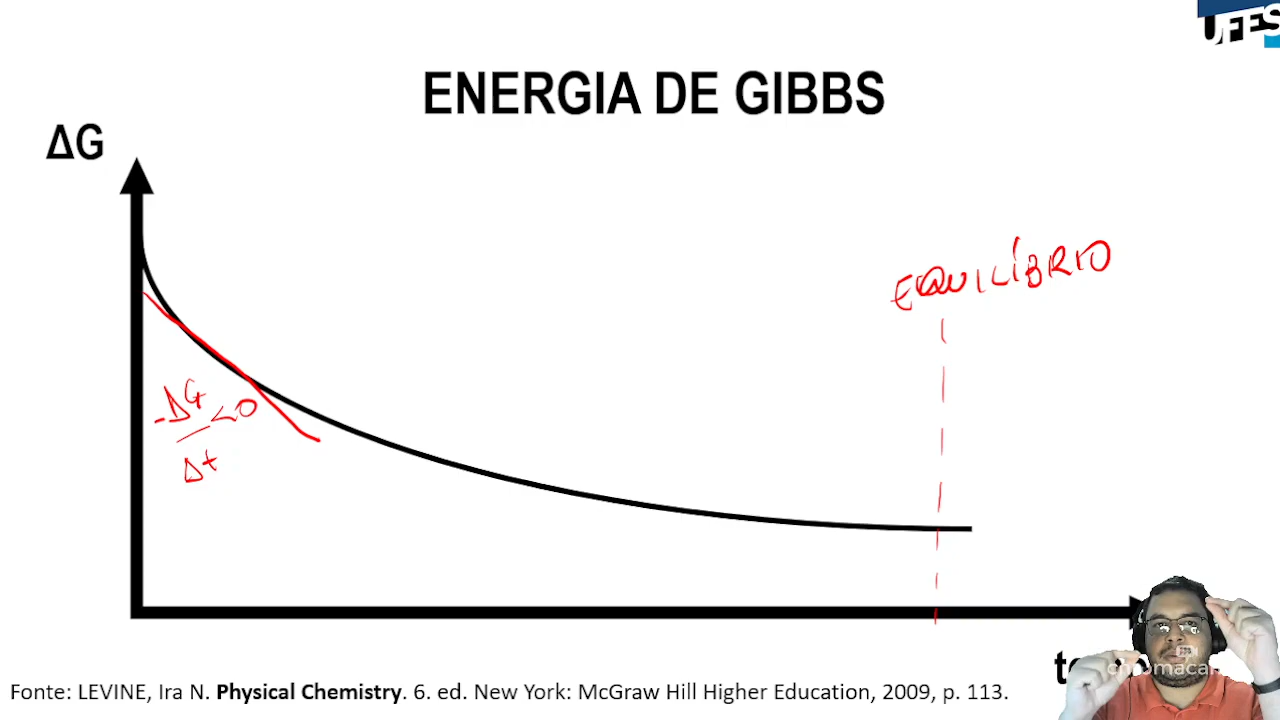 UFES
ENERGIA DE GIBBS
ΔG
EQUILÍBRIO
-ΔG
<0
Δt
Fonte: LEVINE, Ira N. Physical Chemistry. 6. ed. New York: McGraw Hill Higher Education, 2009, p. 113.